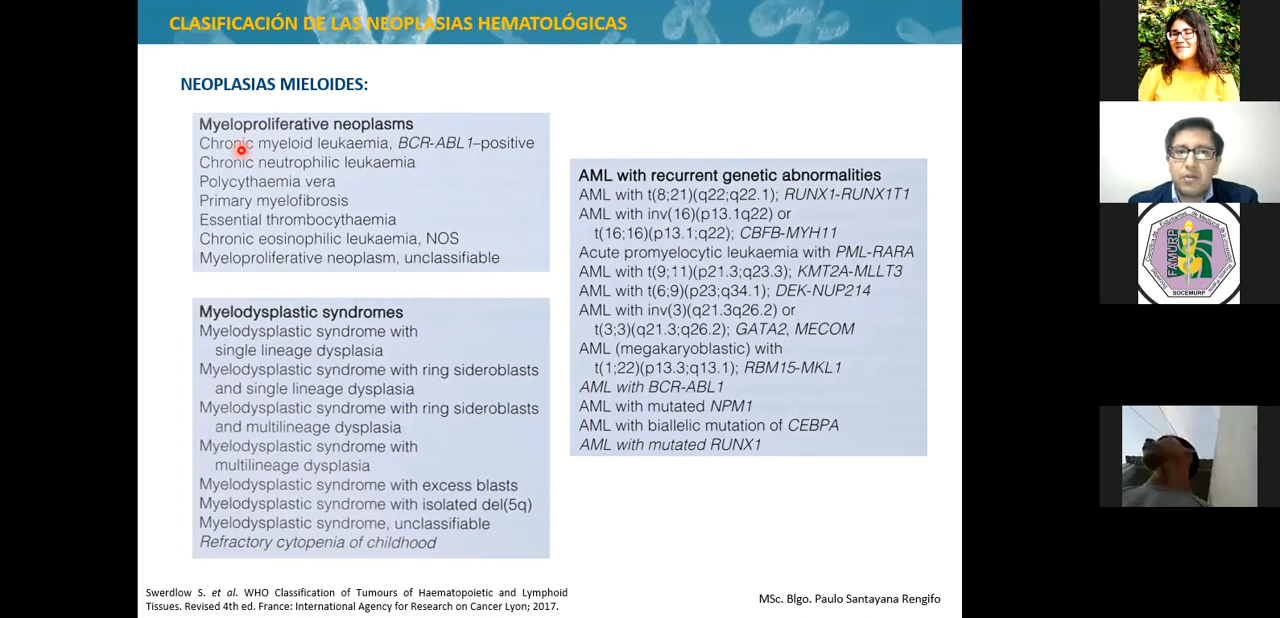 CLASIFICACIÓN DE LAS NEOPLASIAS HEMATOLÓGICAS
NEOPLASIAS MIELOIDES:
Myeloproliferative neoplasms
Chronic myeloid leukaemia, BCR-ABL1–positive
Chronic neutrophilic leukaemia
Polycythaemia vera
Primary myelofibrosis
Essential thrombocythaemia
Chronic eosinophilic leukaemia, NOS
Myeloproliferative neoplasm, unclassifiable
Myelodysplastic syndromes
Myelodysplastic syndrome with
single lineage dysplasia
Myelodysplastic syndrome with ring sideroblasts
and single lineage dysplasia
Myelodysplastic syndrome with ring sideroblasts
and multilineage dysplasia
Myelodysplastic syndrome with
multilineage dysplasia
Myelodysplastic syndrome with excess blasts
Myelodysplastic syndrome with isolated del(5q)
Myelodysplastic syndrome, unclassifiable
Refractory cytopenia of childhood
AML with recurrent genetic abnormalities
AML with t(8;21)(q22;q22.1); RUNX1-RUNX1T1
AML with inv(16)(p13.1q22) or
t(16;16)(p13.1;q22); CBFB-MYH11
Acute promyelocytic leukaemia with PML-RARA
AML with t(9;11)(p21.3;q23.3); KMT2A-MLLT3
AML with t(6;9)(p23;q34.1); DEK-NUP214
AML with inv(3)(q21.3q26.2) or
t(3;3)(q21.3;q26.2); GATA2, MECOM
AML (megakaryoblastic) with
t(1;22)(p13.3;q13.1); RBM15-MKL1
AML with BCR-ABL1
AML with mutated NPM1
AML with biallelic mutation of CEBPA
AML with mutated RUNX1
Swerdlow S. et al. WHO Classification of Tumours of Haematopoietic and Lymphoid
Tissues. Revised 4th ed. France: International Agency for Research on Cancer Lyon; 2017.
MSc. Blgo. Paulo Santayana Rengifo
FAMURP
SOCEMURP